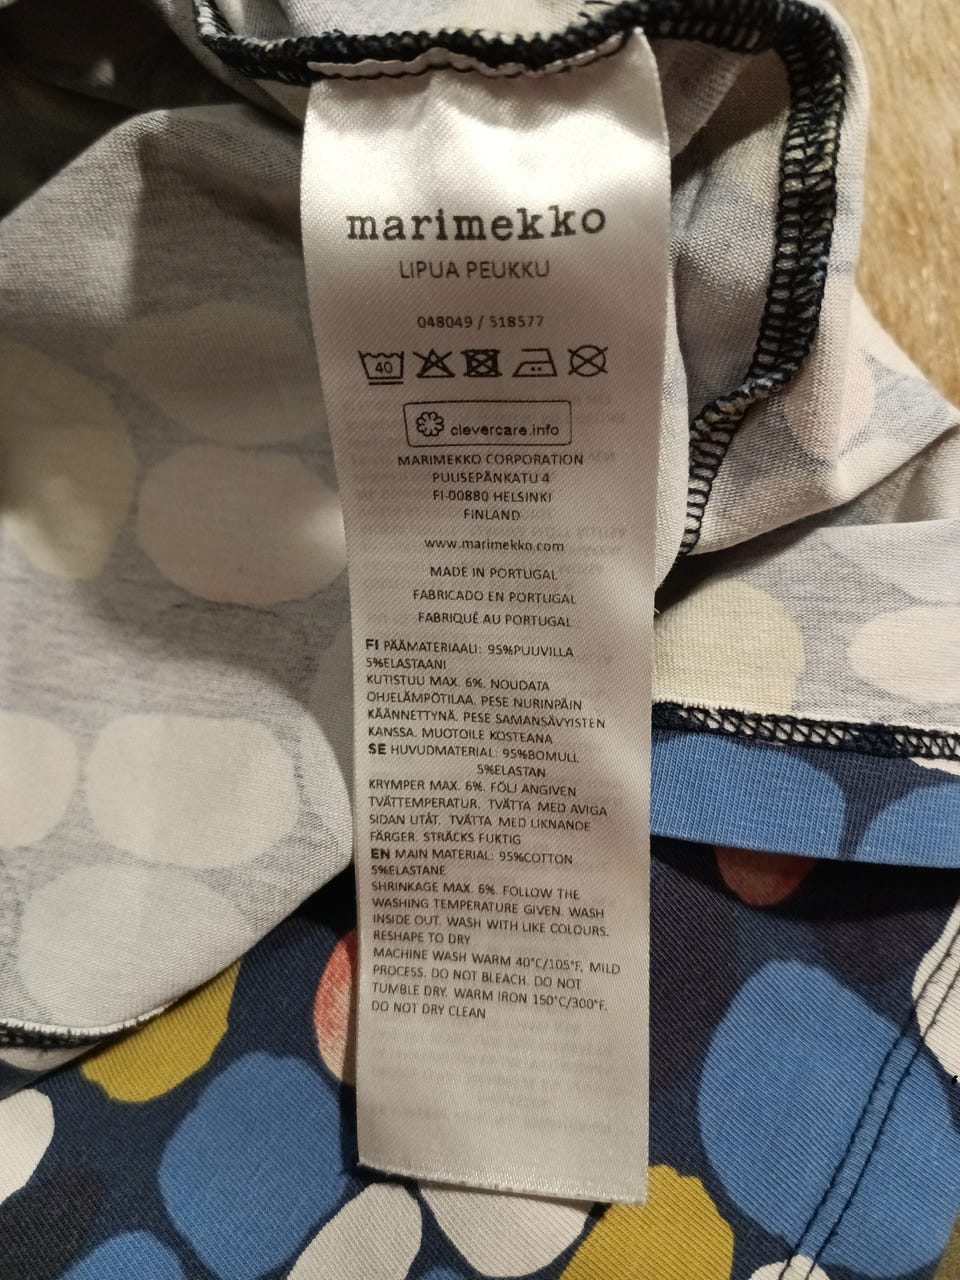 marimekko
LIPUA PEUKKU
048049 / 518577
40
clevercare.info
MARIMEKKO CORPORATION
PUUSEPÄNKATU 4
FI-00880 HELSINKI
FINLAND
www.marimekko.com
MADE IN PORTUGAL
FABRICADO EN PORTUGAL
FABRIQUÉ AU PORTUGAL
FI PÄÄMATERIAALI: 95%PUUVILLA
5%ELASTAANI
KUTISTUU MAX. 6%. NOUDATA
OHJELÄMPÖTILAA. PESE NURINPÄIN
KÄÄNNETTYNÄ. PESE SAMANSÄVYISTEN
KANSSA. MUOTOILE KOSTEANA
SE HUVUDMATERIAL: 95%BOMULL
5%ELASTAN
KRYMPER MAX. 6%. FÖLJ ANGIVEN
TVÄTTEMPERATUR. TVÄTTA MED AVIGA
SIDAN UTÅT. TVÄTTA MED LIKNANDE
FÄRGER. STRÄCKS FUKTIG
EN MAIN MATERIAL: 95%COTTON
5%ELASTANE
SHRINKAGE MAX. 6%. FOLLOW THE
WASHING TEMPERATURE GIVEN. WASH
INSIDE OUT. WASH WITH LIKE COLOURS.
RESHAPE TO DRY
MACHINE WASH WARM 40°C/105°F, MILD
PROCESS. DO NOT BLEACH. DO NOT
TUMBLE DRY. WARM IRON 150°C/300°F.
DO NOT DRY CLEAN